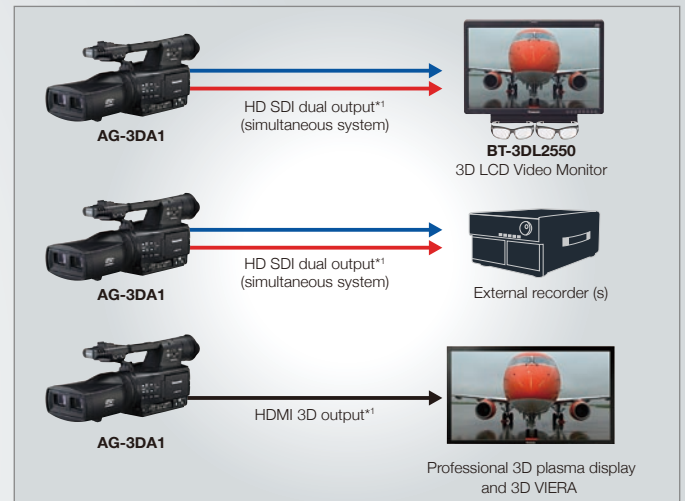 HD SDI dual output*1
(simultaneous system)
AG-3DA1
BT-3DL2550
3D LCD Video Monitor
HD SDI dual output*1
(simultaneous system)
AG-3DA1
External recorder (s)
HDMI 3D output*1
AG-3DA1
Professional 3D plasma display
and 3D VIERA